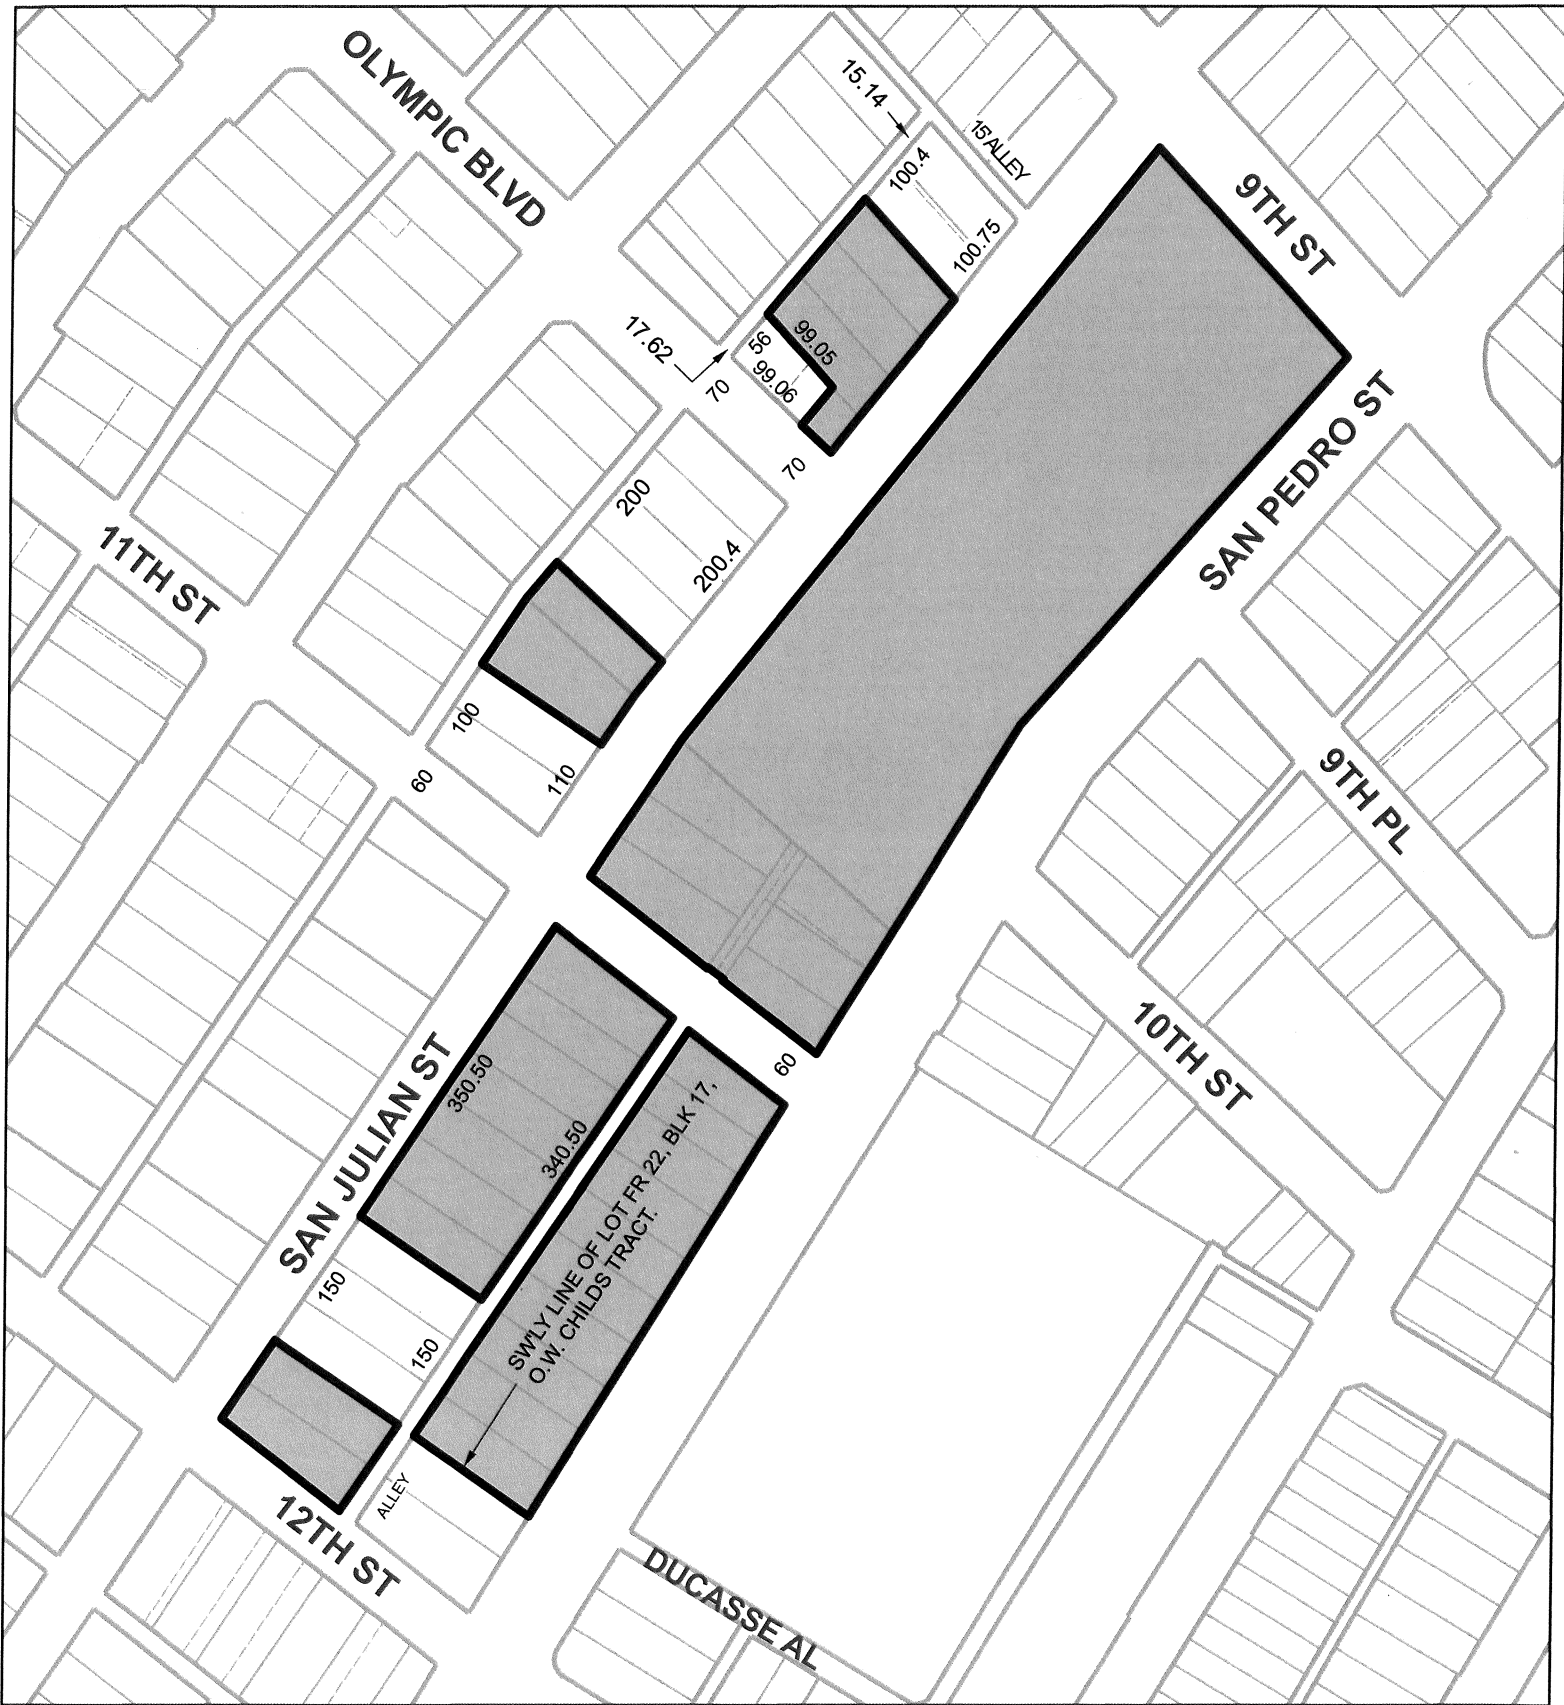 OLYMPIC BLVD
15.14
15' ALLEY
100.4
9TH ST
100.75
17.62
56
99.05
99.06
70
70
SAN PEDRO ST
200
200.4
11TH ST
100
110
60
9TH PL
10TH ST
60
350.50
340.50
SAN JULIAN ST
SW'LY LINE OF LOT FR 22, BLK 17,
O.W. CHILDS TRACT.
150
150
ALLEY
12TH ST
DUCASSE AL